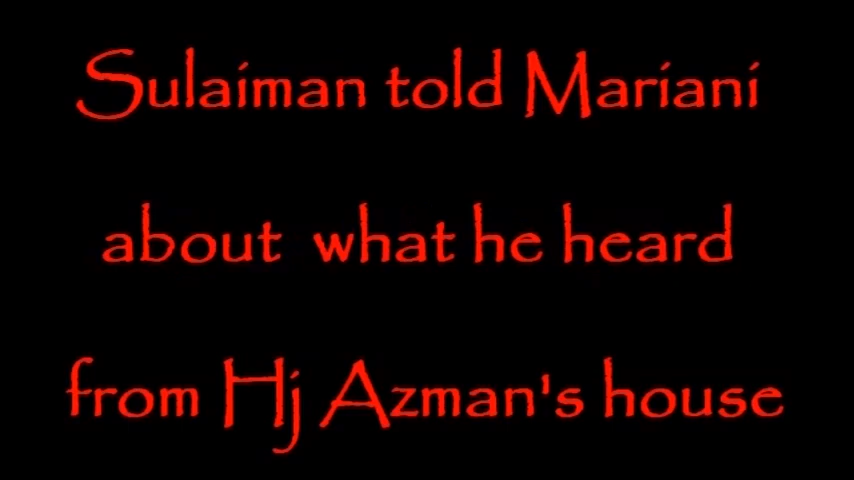 Sulaiman told Mariani
about what he heard
from Hj Azman's house